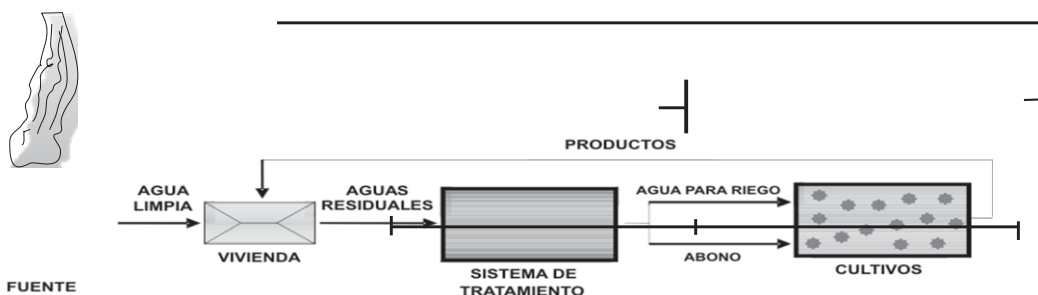 PRODUCTOS
AGUA
LIMPIA
AGUAS
RESIDUALES
AGUA PARA RIEGO
VIVIENDA
ABONO
SISTEMA DE
TRATAMIENTO
CULTIVOS
FUENTE